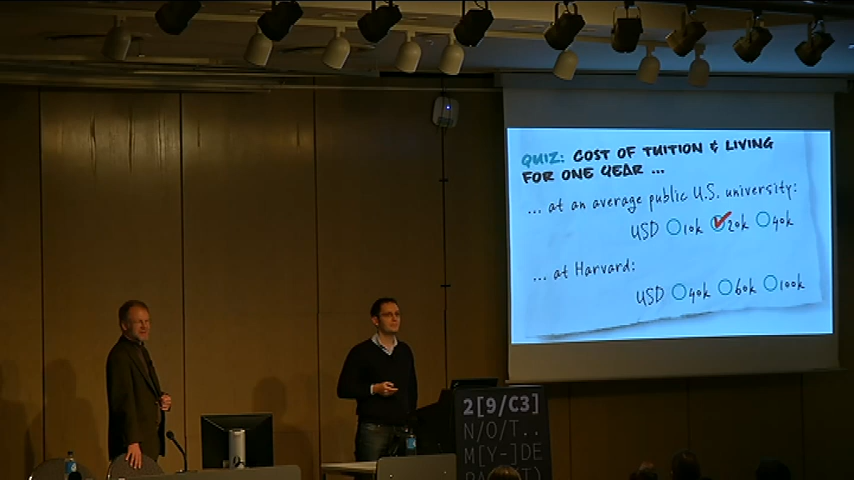 QUIZ: COST OF TUITION & LIVING
FOR ONE YEAR ...
... at an average public U.S. university:
USD 10k 20k 40k
... at Harvard:
USD 40k 60k 100k
2[9/C3]
N/O/T..
M[Y-]DE